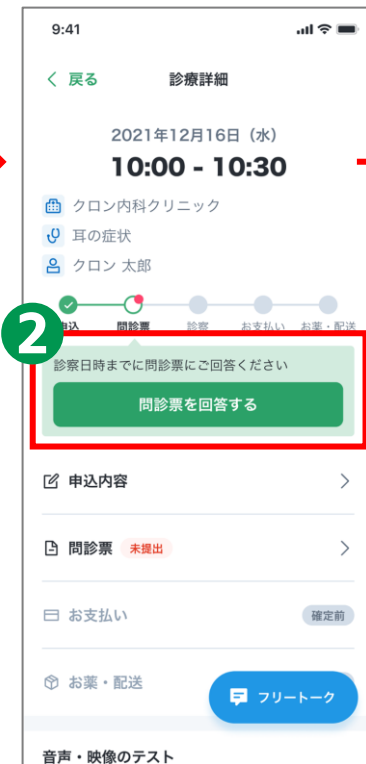 9:41
戻る 診療詳細
2021年12月16日（水）
10:00 - 10:30
クロン内科クリニック
耳の症状
クロン 太郎
2
込 問診票 診察 お支払い お薬・配送
診察日時までに問診票にご回答ください
問診票を回答する
申込内容
問診票 未提出
お支払い 確定前
お薬・配送
フリートーク
音声・映像のテスト